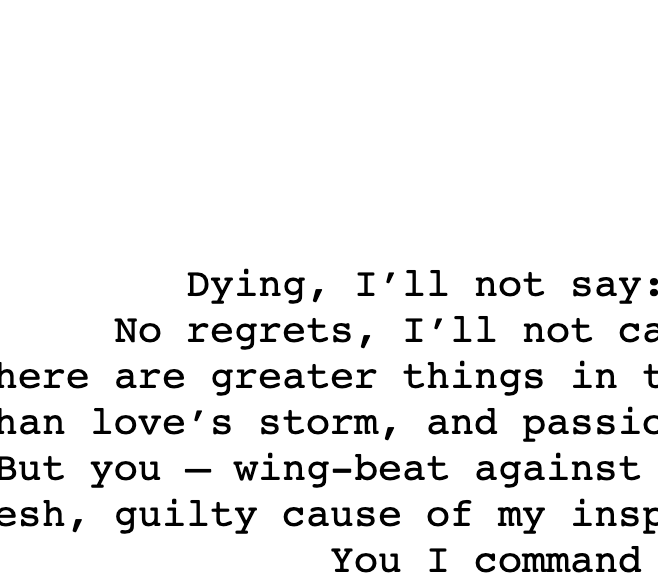 Dying, I’ll not say:
No regrets, I’ll not ca
here are greater things in t
han love’s storm, and passio
But you — wing-beat against
esh, guilty cause of my insp
You I command